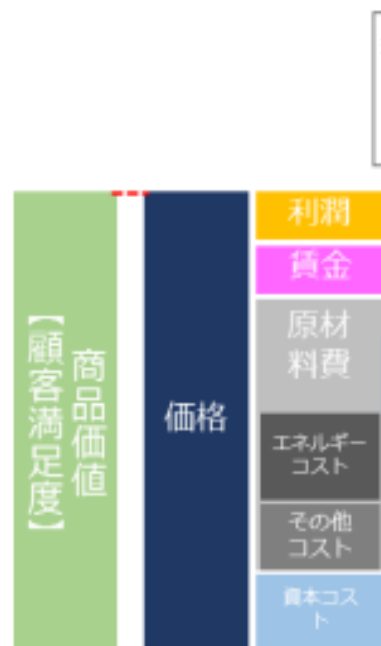 商品価値
【顧客満足度】
価格
利潤
賃金
原材
料費
エネルギー
コスト
その他
コスト
資本コス
ト